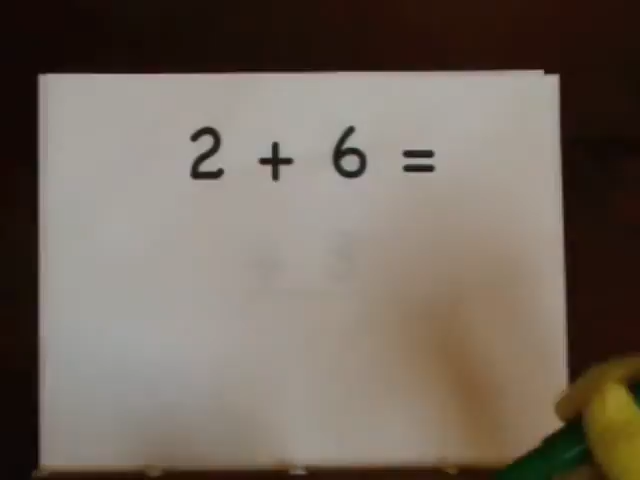 2 + 6 =